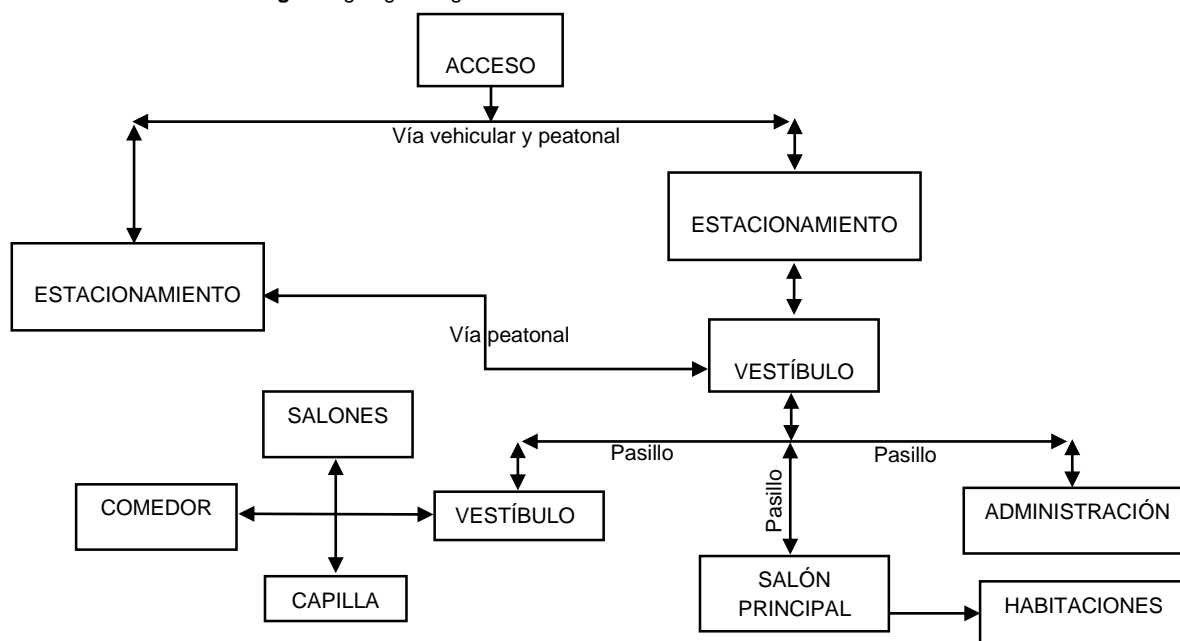 ACCESO
Vía vehicular y peatonal
ESTACIONAMIENTO
ESTACIONAMIENTO
Vía peatonal
VESTÍBULO
SALONES
Pasillo
Pasillo
Pasillo
COMEDOR
VESTÍBULO
ADMINISTRACIÓN
SALÓN
PRINCIPAL
CAPILLA
HABITACIONES